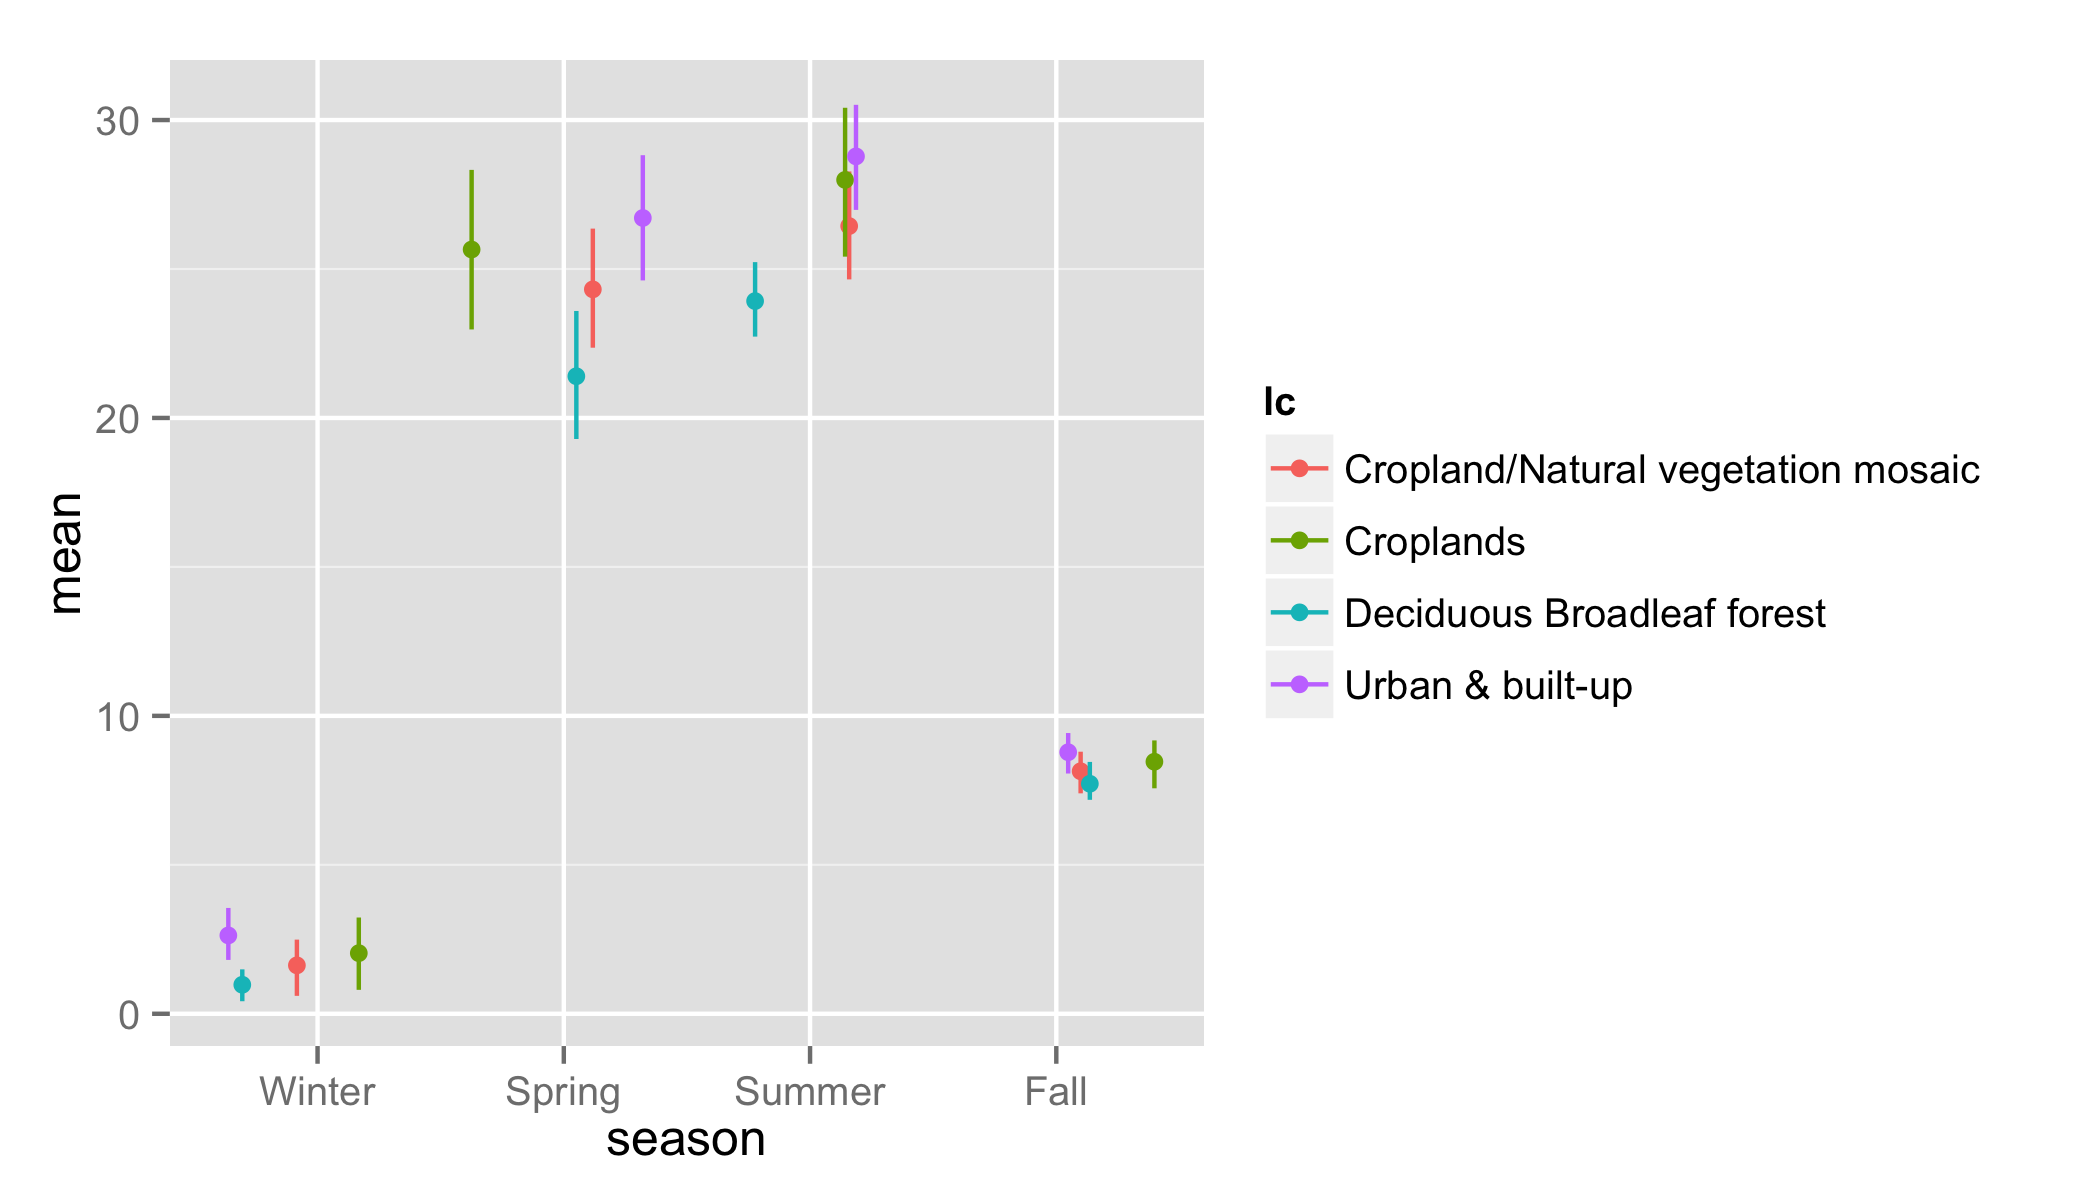 30
20
10
0
mean
Winter Spring Summer Fall
season
lc
Cropland/Natural vegetation mosaic
Croplands
Deciduous Broadleaf forest
Urban & built-up